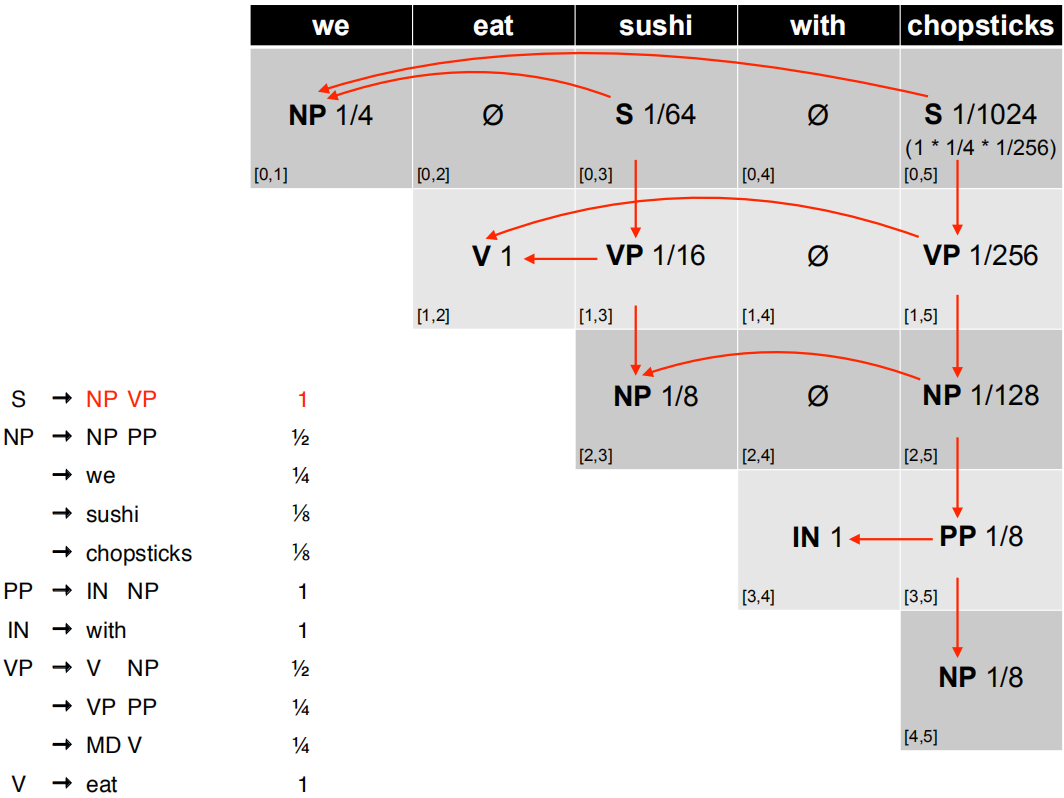 we eat sushi with chopsticks
NP 1/4 Ø S 1/64 Ø S 1/1024
(1 * 1/4 * 1/256)
[0,1] [0,2] [0,3] [0,4] [0,5]
V 1 VP 1/16 Ø VP 1/256
[1,2] [1,3] [1,4] [1,5]
NP 1/8 Ø NP 1/128
[2,3] [2,4] [2,5]
IN 1 PP 1/8
[3,4] [3,5]
NP 1/8
[4,5]
S → NP VP 1
NP → NP PP ½
→ we ¼
→ sushi ⅛
→ chopsticks ⅛
PP → IN NP 1
IN → with 1
VP → V NP ½
→ VP PP ¼
→ MD V ¼
V → eat 1